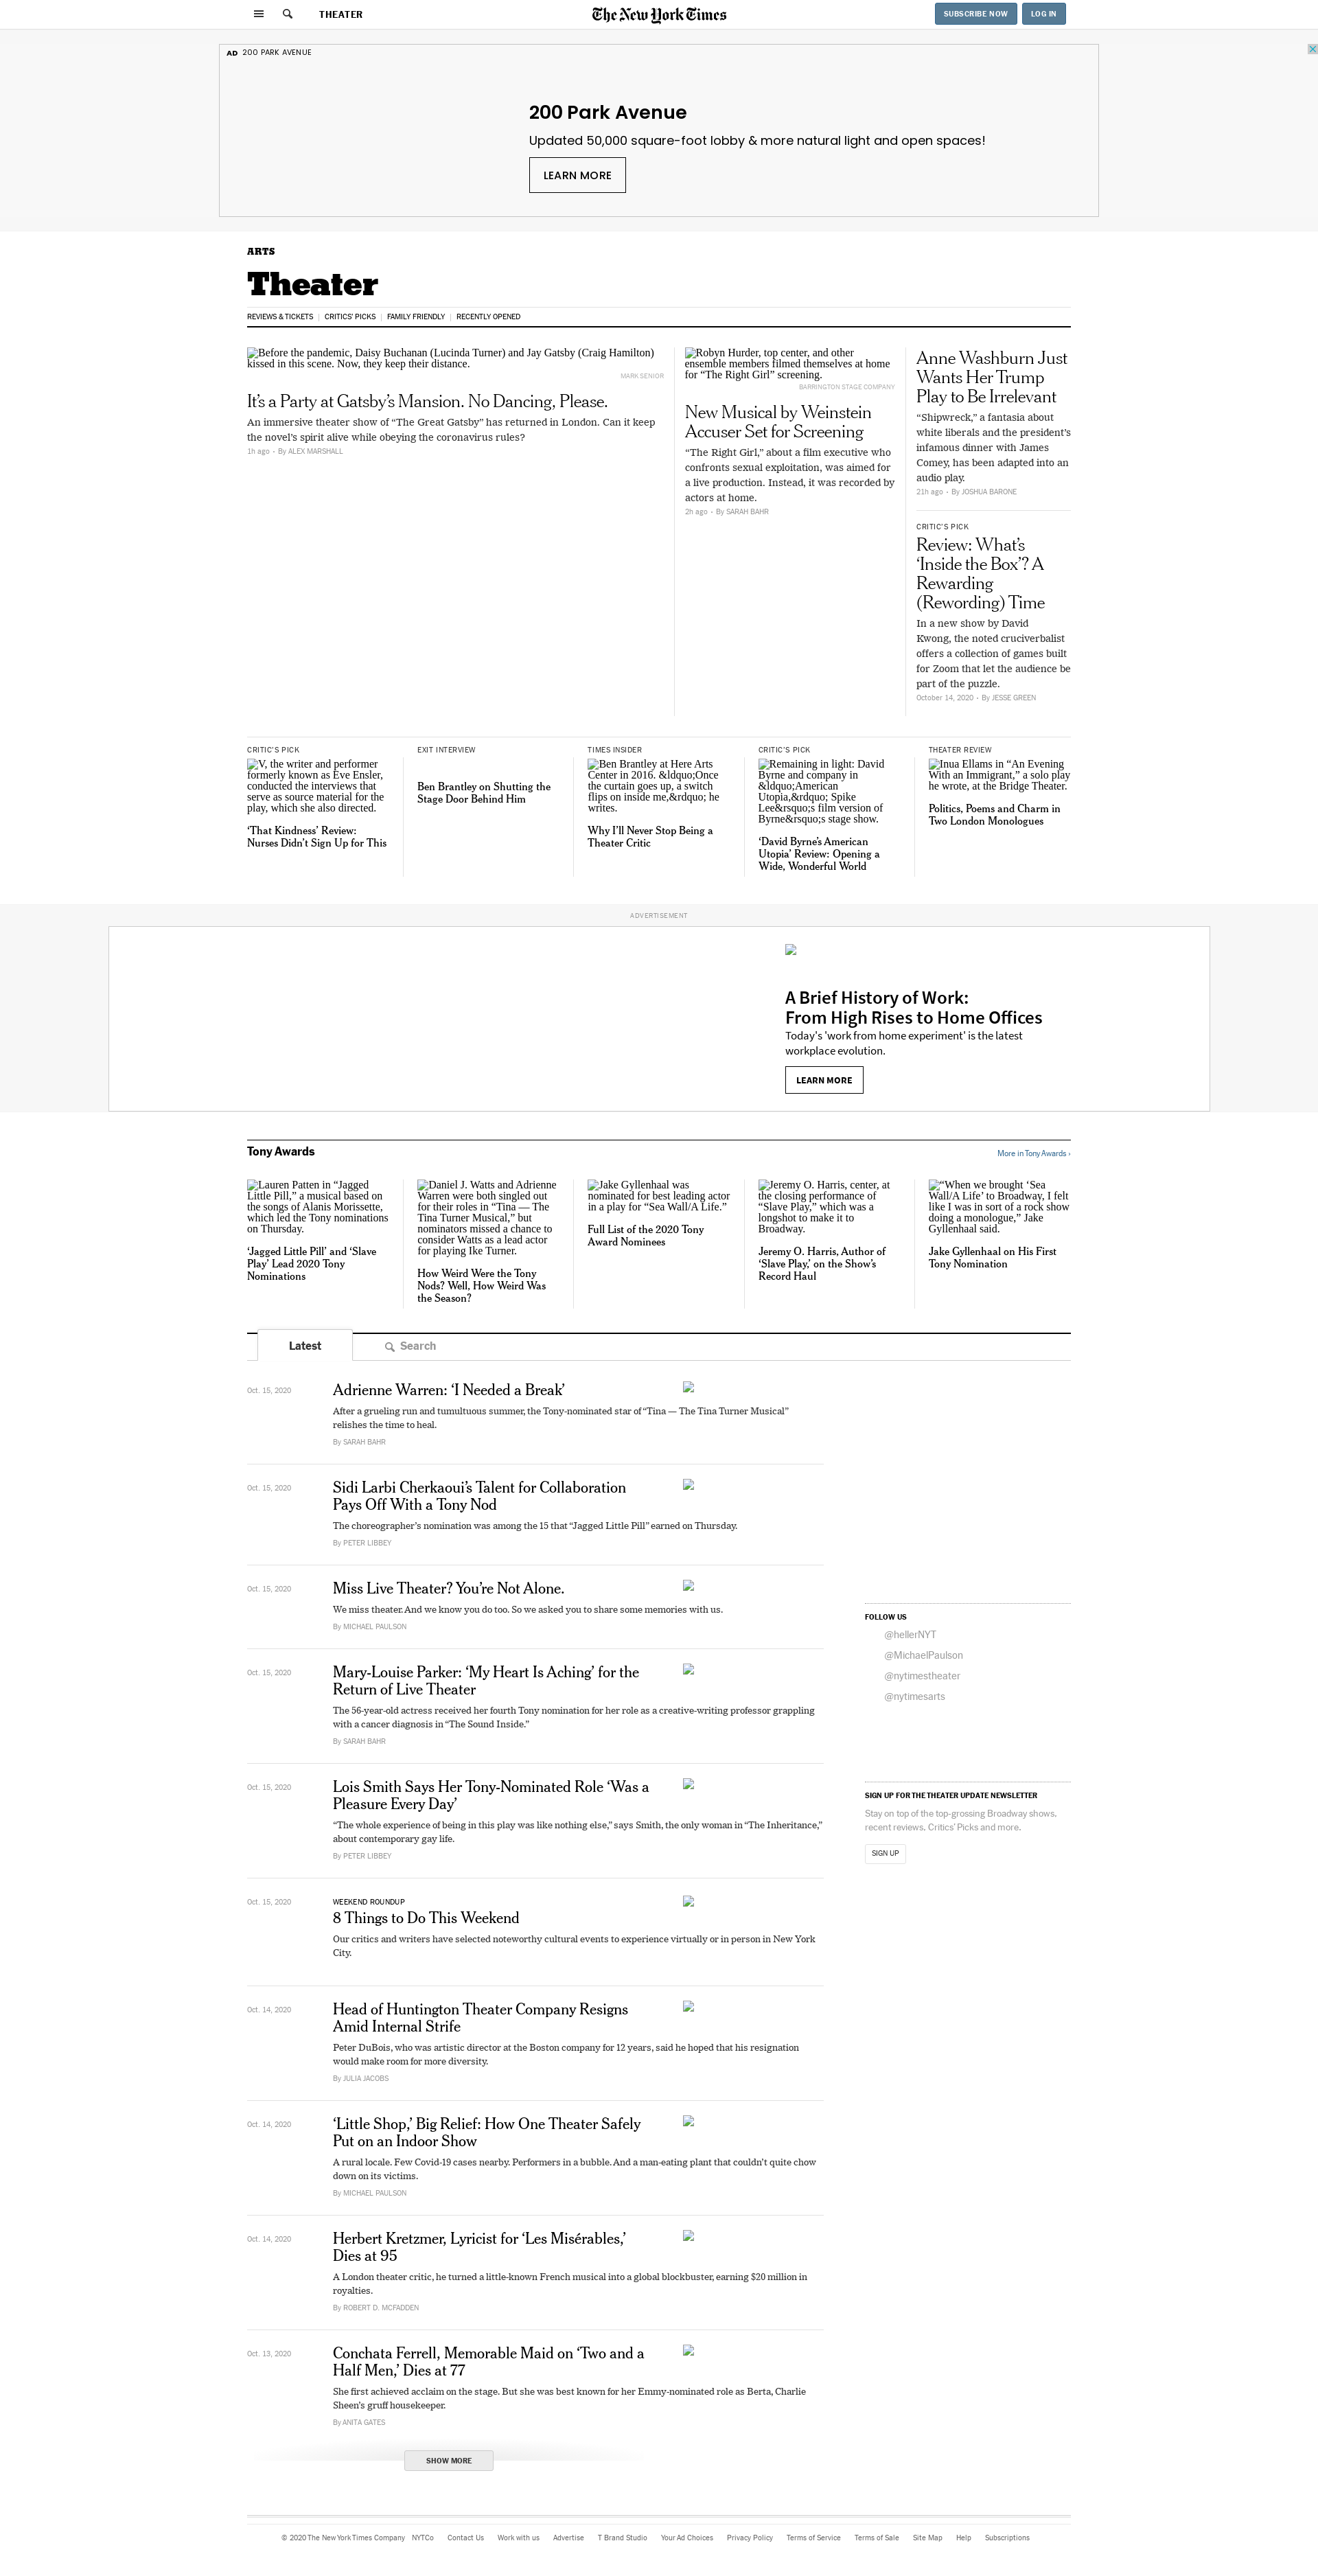 THEATER
The New York Times
SUBSCRIBE NOW
LOG IN
AD 200 PARK AVENUE
200 Park Avenue
Updated 50,000 square-foot lobby & more natural light and open spaces!
LEARN MORE
ARTS
Theater
REVIEWS & TICKETS | CRITICS' PICKS | FAMILY FRIENDLY | RECENTLY OPENED
Before the pandemic, Daisy Buchanan (Lucinda Turner) and Jay Gatsby (Craig Hamilton)
kissed in this scene. Now, they keep their distance.
MARK SENIOR
It’s a Party at Gatsby’s Mansion. No Dancing, Please.
An immersive theater show of “The Great Gatsby” has returned in London. Can it keep
the novel’s spirit alive while obeying the coronavirus rules?
1h ago • By ALEX MARSHALL
Robyn Hurder, top center, and other
ensemble members filmed themselves at home
for “The Right Girl” screening.
BARRINGTON STAGE COMPANY
New Musical by Weinstein
Accuser Set for Screening
“The Right Girl,” about a film executive who
confronts sexual exploitation, was aimed for
a live production. Instead, it was recorded by
actors at home.
2h ago • By SARAH BAHR
Anne Washburn Just
Wants Her Trump
Play to Be Irrelevant
“Shipwreck,” a fantasia about
white liberals and the president’s
infamous dinner with James
Comey, has been adapted into an
audio play.
21h ago • By JOSHUA BARONE
CRITIC’S PICK
Review: What’s
‘Inside the Box’? A
Rewarding
(Rewording) Time
In a new show by David
Kwong, the noted cruciverbalist
offers a collection of games built
for Zoom that let the audience be
part of the puzzle.
October 14, 2020 • By JESSE GREEN
CRITIC’S PICK
V, the writer and performer
formerly known as Eve Ensler,
conducted the interviews that
serve as source material for the
play, which she also directed.
‘That Kindness’ Review:
Nurses Didn’t Sign Up for This
EXIT INTERVIEW
Ben Brantley on Shutting the
Stage Door Behind Him
TIMES INSIDER
Ben Brantley at Here Arts
Center in 2016. &ldquo;Once
the curtain goes up, a switch
flips on inside me,&rdquo; he
writes.
Why I’ll Never Stop Being a
Theater Critic
CRITIC’S PICK
Remaining in light: David
Byrne and company in
&ldquo;American
Utopia,&rdquo; Spike
Lee&rsquo;s film version of
Byrne&rsquo;s stage show.
‘David Byrne’s American
Utopia’ Review: Opening a
Wide, Wonderful World
THEATER REVIEW
Inua Ellams in “An Evening
With an Immigrant,” a solo play
he wrote, at the Bridge Theater.
Politics, Poems and Charm in
Two London Monologues
ADVERTISEMENT
A Brief History of Work:
From High Rises to Home Offices
Today's 'work from home experiment' is the latest
workplace evolution.
LEARN MORE
Tony Awards
More in Tony Awards ›
Lauren Patten in “Jagged
Little Pill,” a musical based on
the songs of Alanis Morissette,
which led the Tony nominations
on Thursday.
‘Jagged Little Pill’ and ‘Slave
Play’ Lead 2020 Tony
Nominations
Daniel J. Watts and Adrienne
Warren were both singled out
for their roles in “Tina — The
Tina Turner Musical,” but
nominators missed a chance to
consider Watts as a lead actor
for playing Ike Turner.
How Weird Were the Tony
Nods? Well, How Weird Was
the Season?
Jake Gyllenhaal was
nominated for best leading actor
in a play for “Sea Wall/A Life.”
Full List of the 2020 Tony
Award Nominees
Jeremy O. Harris, center, at
the closing performance of
“Slave Play,” which was a
longshot to make it to
Broadway.
Jeremy O. Harris, Author of
‘Slave Play,’ on the Show’s
Record Haul
“When we brought ‘Sea
Wall/A Life’ to Broadway, I felt
like I was in sort of a rock show
doing a monologue,” Jake
Gyllenhaal said.
Jake Gyllenhaal on His First
Tony Nomination
Latest
Search
Oct. 15, 2020
Adrienne Warren: ‘I Needed a Break’
After a grueling run and tumultuous summer, the Tony-nominated star of “Tina — The Tina Turner Musical”
relishes the time to heal.
By SARAH BAHR
Oct. 15, 2020
Sidi Larbi Cherkaoui’s Talent for Collaboration
Pays Off With a Tony Nod
The choreographer’s nomination was among the 15 that “Jagged Little Pill” earned on Thursday.
By PETER LIBBEY
Oct. 15, 2020
Miss Live Theater? You’re Not Alone.
We miss theater. And we know you do too. So we asked you to share some memories with us.
By MICHAEL PAULSON
Oct. 15, 2020
Mary-Louise Parker: ‘My Heart Is Aching’ for the
Return of Live Theater
The 56-year-old actress received her fourth Tony nomination for her role as a creative-writing professor grappling
with a cancer diagnosis in “The Sound Inside.”
By SARAH BAHR
Oct. 15, 2020
Lois Smith Says Her Tony-Nominated Role ‘Was a
Pleasure Every Day’
“The whole experience of being in this play was like nothing else,” says Smith, the only woman in “The Inheritance,”
about contemporary gay life.
By PETER LIBBEY
Oct. 15, 2020
WEEKEND ROUNDUP
8 Things to Do This Weekend
Our critics and writers have selected noteworthy cultural events to experience virtually or in person in New York
City.
Oct. 14, 2020
Head of Huntington Theater Company Resigns
Amid Internal Strife
Peter DuBois, who was artistic director at the Boston company for 12 years, said he hoped that his resignation
would make room for more diversity.
By JULIA JACOBS
Oct. 14, 2020
‘Little Shop,’ Big Relief: How One Theater Safely
Put on an Indoor Show
A rural locale. Few Covid-19 cases nearby. Performers in a bubble. And a man-eating plant that couldn’t quite chow
down on its victims.
By MICHAEL PAULSON
Oct. 14, 2020
Herbert Kretzmer, Lyricist for ‘Les Misérables,’
Dies at 95
A London theater critic, he turned a little-known French musical into a global blockbuster, earning $20 million in
royalties.
By ROBERT D. MCFADDEN
Oct. 13, 2020
Conchata Ferrell, Memorable Maid on ‘Two and a
Half Men,’ Dies at 77
She first achieved acclaim on the stage. But she was best known for her Emmy-nominated role as Berta, Charlie
Sheen’s gruff housekeeper.
By ANITA GATES
SHOW MORE
FOLLOW US
@hellerNYT
@MichaelPaulson
@nytimestheater
@nytimesarts
SIGN UP FOR THE THEATER UPDATE NEWSLETTER
Stay on top of the top-grossing Broadway shows,
recent reviews, Critics’ Picks and more.
SIGN UP
© 2020 The New York Times Company NYTCo Contact Us Work with us Advertise T Brand Studio Your Ad Choices Privacy Policy Terms of Service Terms of Sale Site Map Help Subscriptions